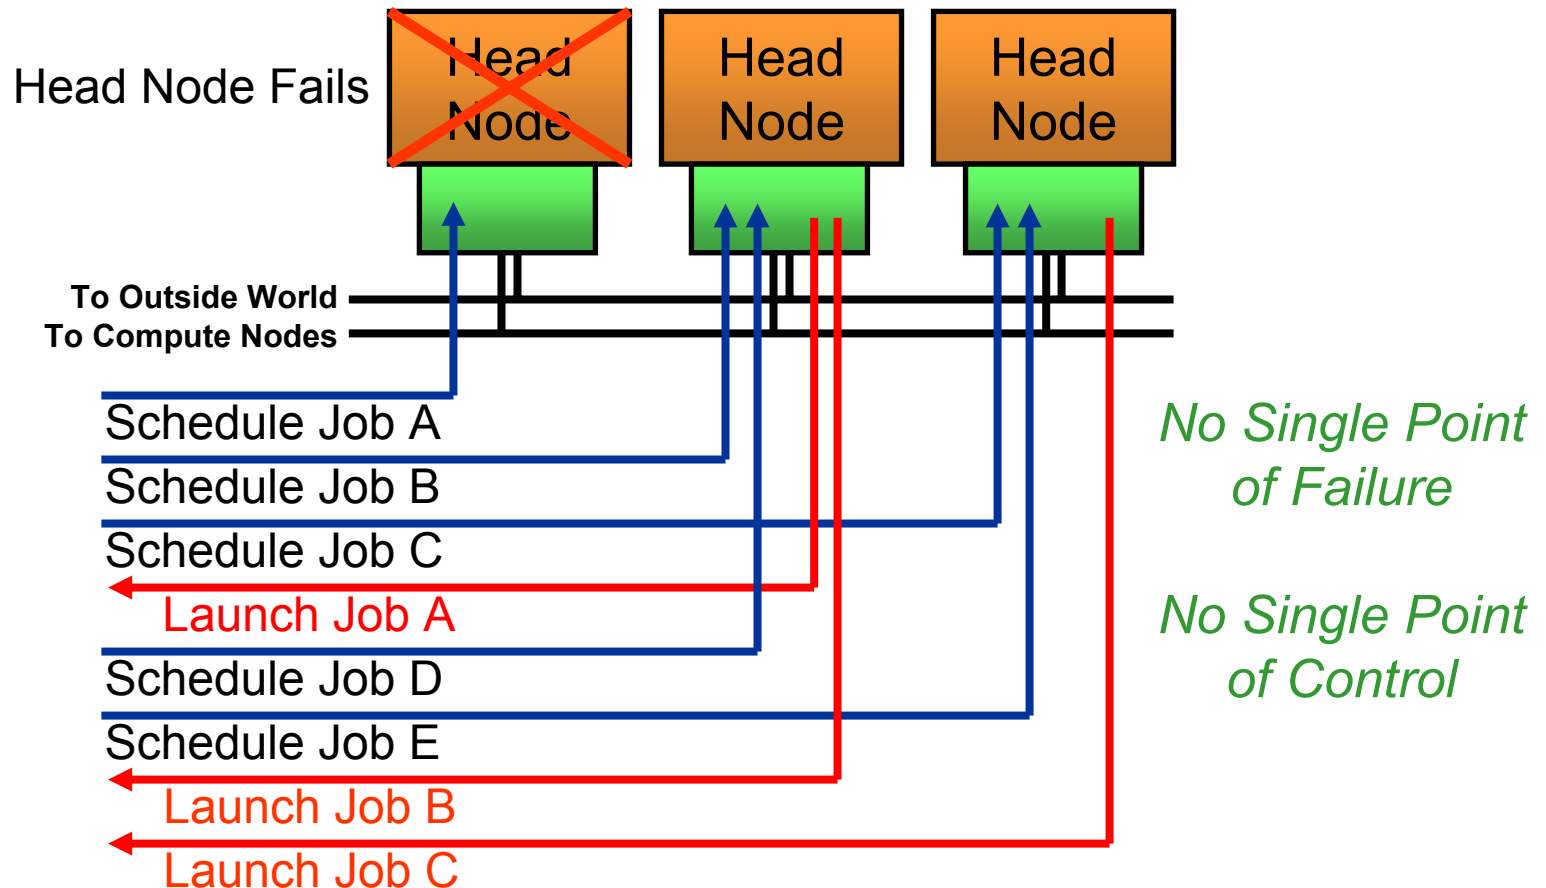 Head Node Fails
Head
Node
Head
Node
Head
Node
To Outside World
To Compute Nodes
Schedule Job A
Schedule Job B
Schedule Job C
Launch Job A
Schedule Job D
Schedule Job E
Launch Job B
Launch Job C
No Single Point
of Failure
No Single Point
of Control